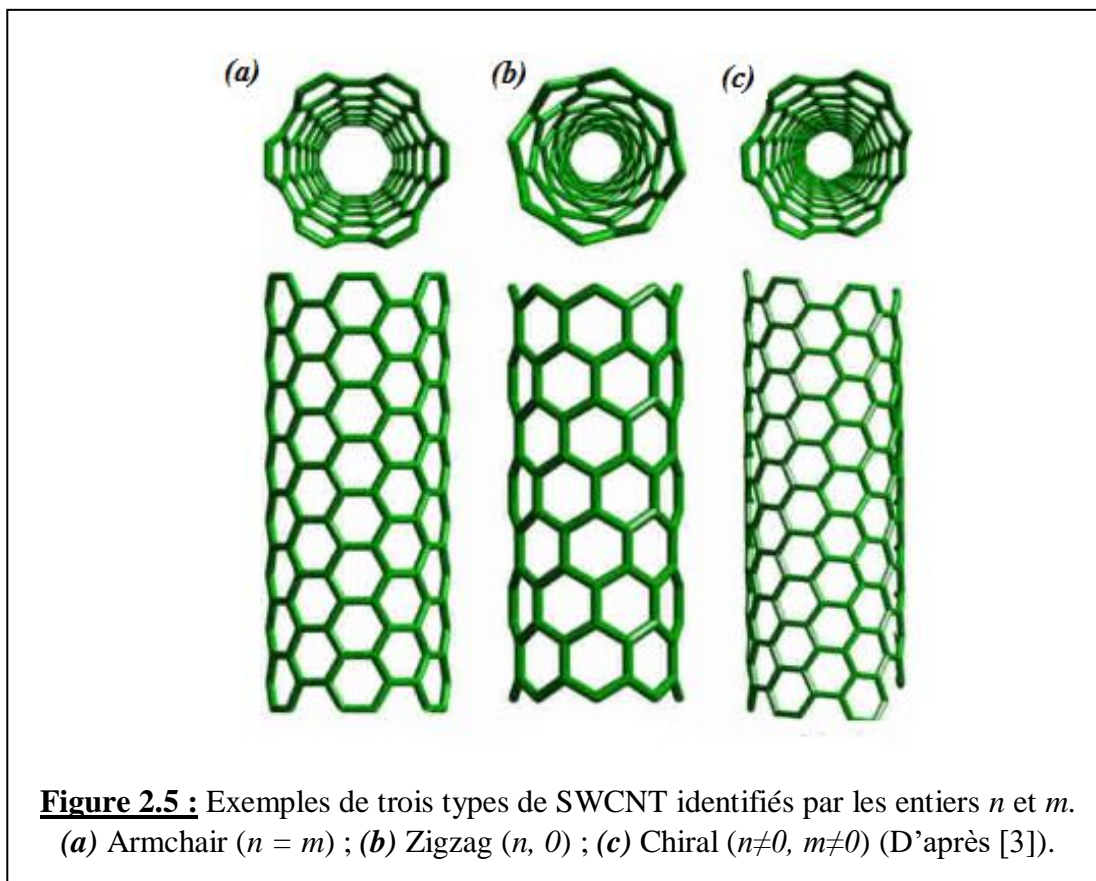 (a) (b) (c)
Figure 2.5 : Exemples de trois types de SWCNT identifiés par les entiers n et m.
(a) Armchair (n = m) ; (b) Zigzag (n, 0) ; (c) Chiral (n≠0, m≠0) (D’après [3]).